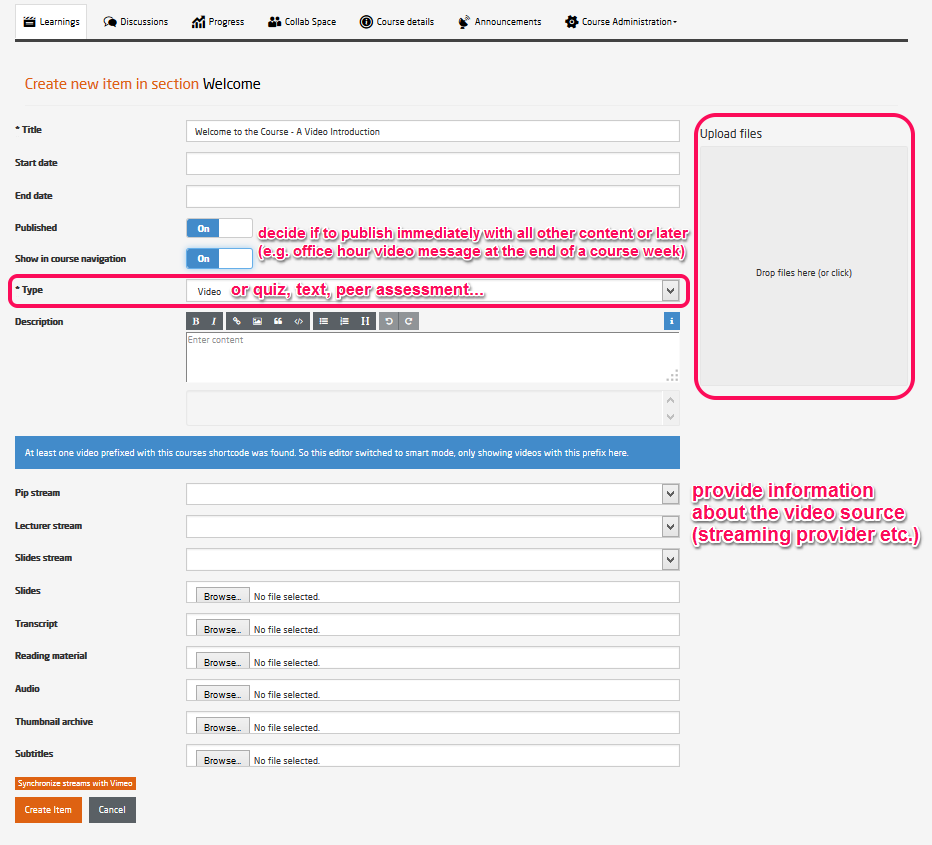 Learnings Discussions Progress Collab Space Course details Announcements Course Administration
Create new item in section Welcome
* Title
Welcome to the Course - A Video Introduction
Upload files
Start date
End date
Published
On
decide if to publish immediately with all other content or later
(e.g. office hour video message at the end of a course week)
Show in course navigation
On
Drop files here (or click)
* Type
Video
or quiz, text, peer assessment...
Description
B I H i
Enter content
At least one video prefixed with this courses shortcode was found. So this editor switched to smart mode, only showing videos with this prefix here.
Pip stream
provide information
about the video source
(streaming provider etc.)
Lecturer stream
Slides stream
Slides
Browse... No file selected.
Transcript
Browse... No file selected.
Reading material
Browse... No file selected.
Audio
Browse... No file selected.
Thumbnail archive
Browse... No file selected.
Subtitles
Browse... No file selected.
Synchronize streams with Vimeo
Create Item
Cancel